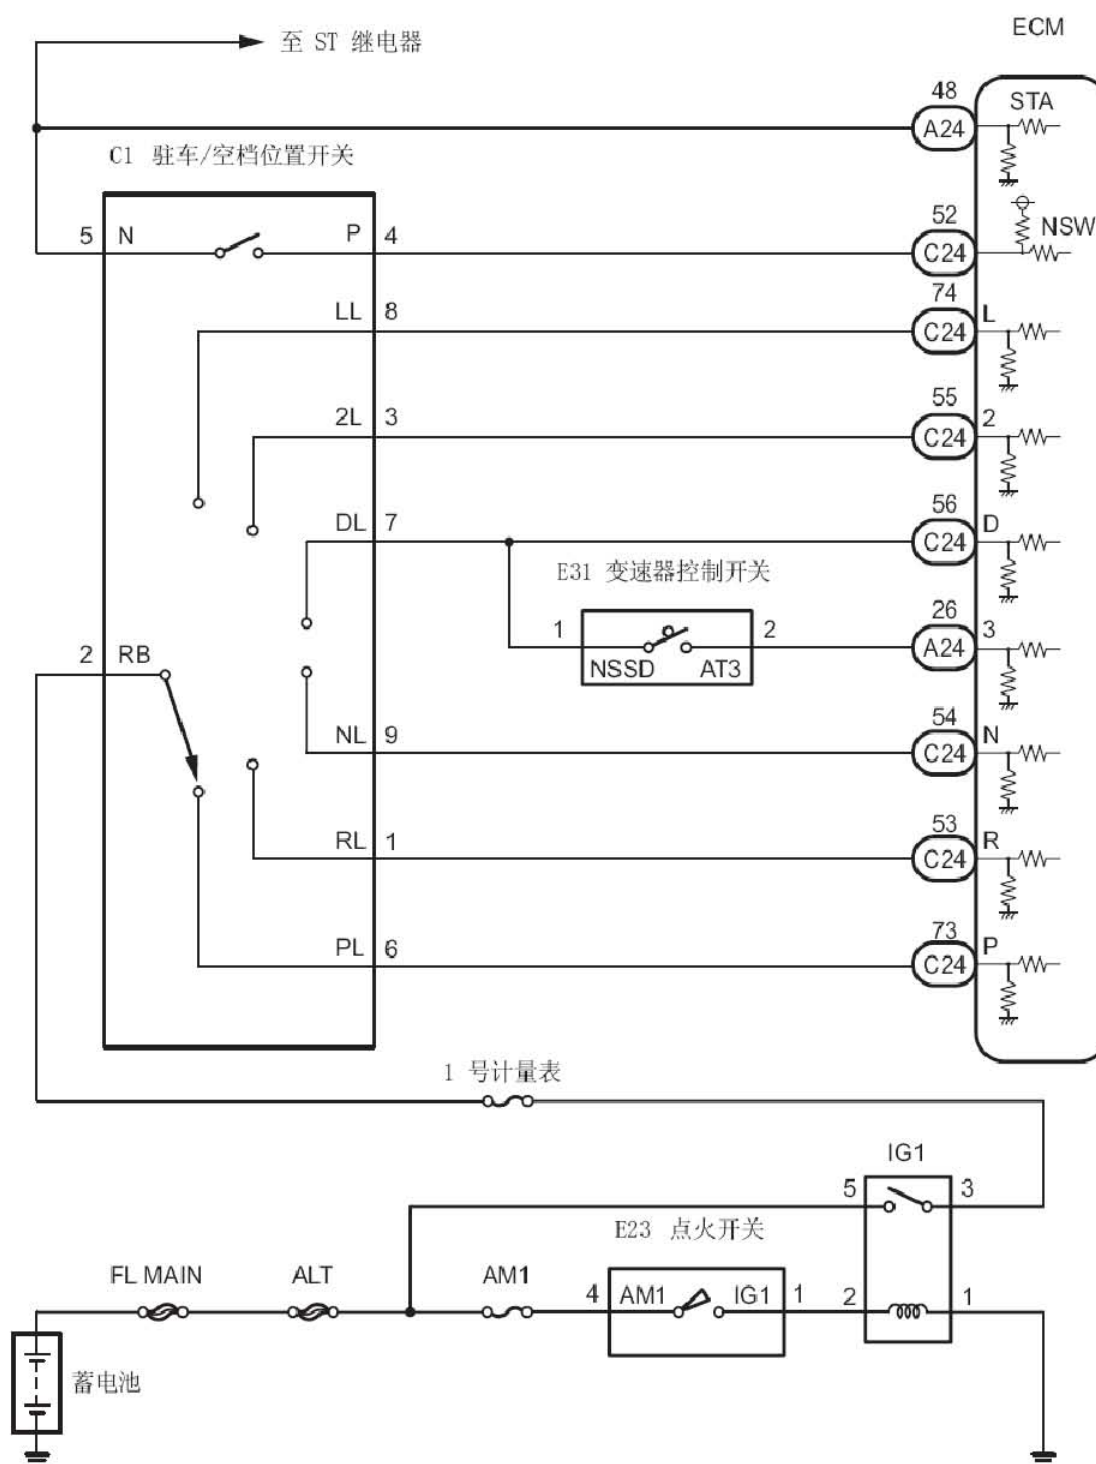 至 ST 继电器
ECM
48
A24
STA
C1 驻车/空档位置开关
5
N
P
4
52
C24
NSW
LL
8
74
C24
L
2L
3
55
C24
2
DL
7
56
C24
D
E31 变速器控制开关
1
2
NSSD
AT3
26
A24
3
2
RB
NL
9
54
C24
N
RL
1
53
C24
R
PL
6
73
C24
P
1 号计量表
IG1
5
3
E23 点火开关
FL MAIN
ALT
AM1
4
AM1
IG1
1
2
1
蓄电池